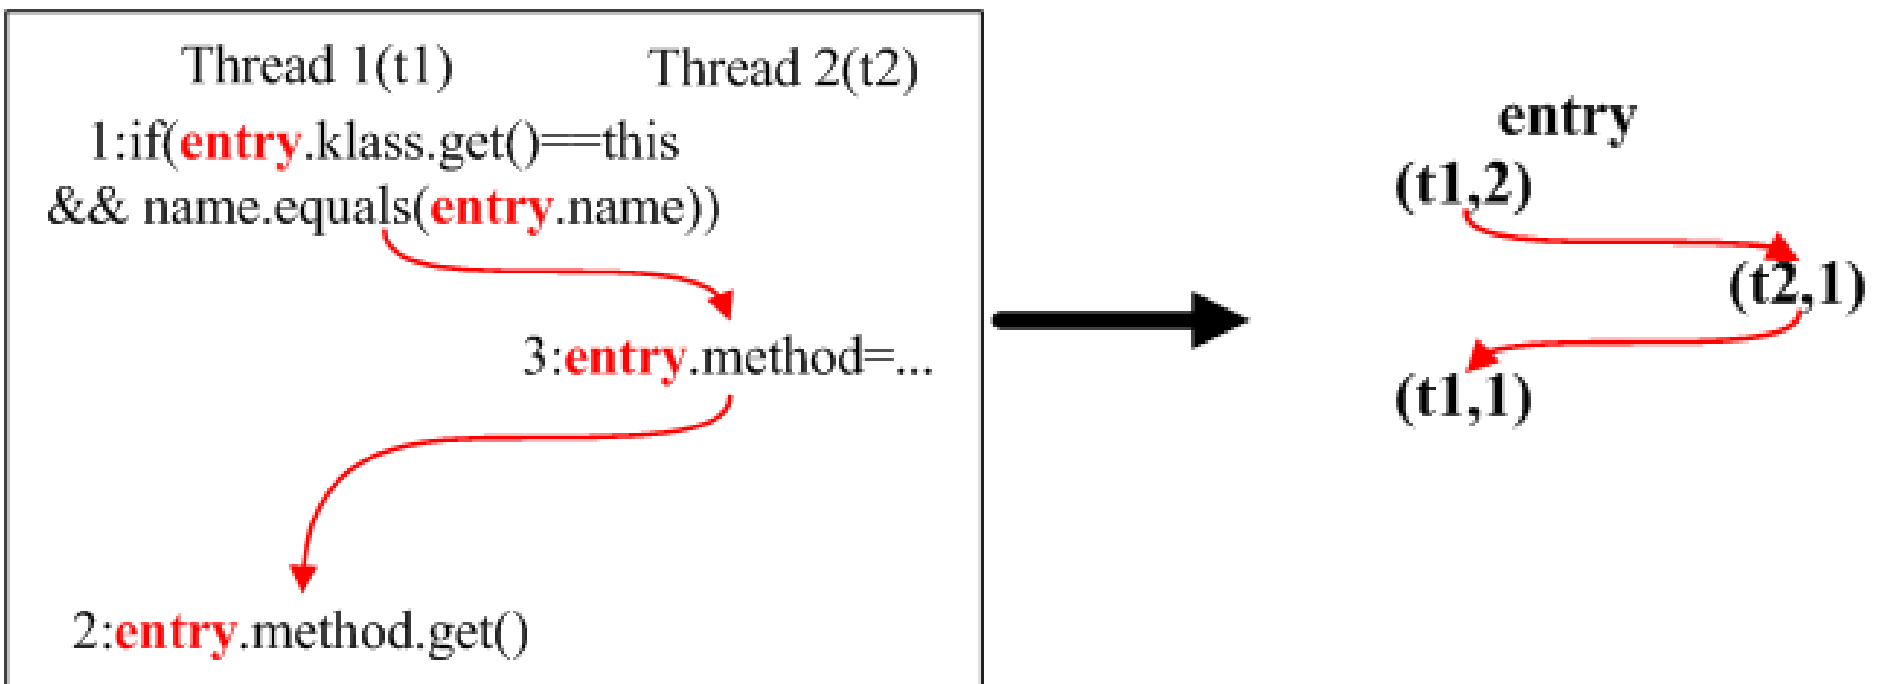 Thread 1(t1)
Thread 2(t2)
1:if(entry.klass.get()==this
&& name.equals(entry.name))
3:entry.method=...
2:entry.method.get()
entry
(t1,2)
(t2,1)
(t1,1)